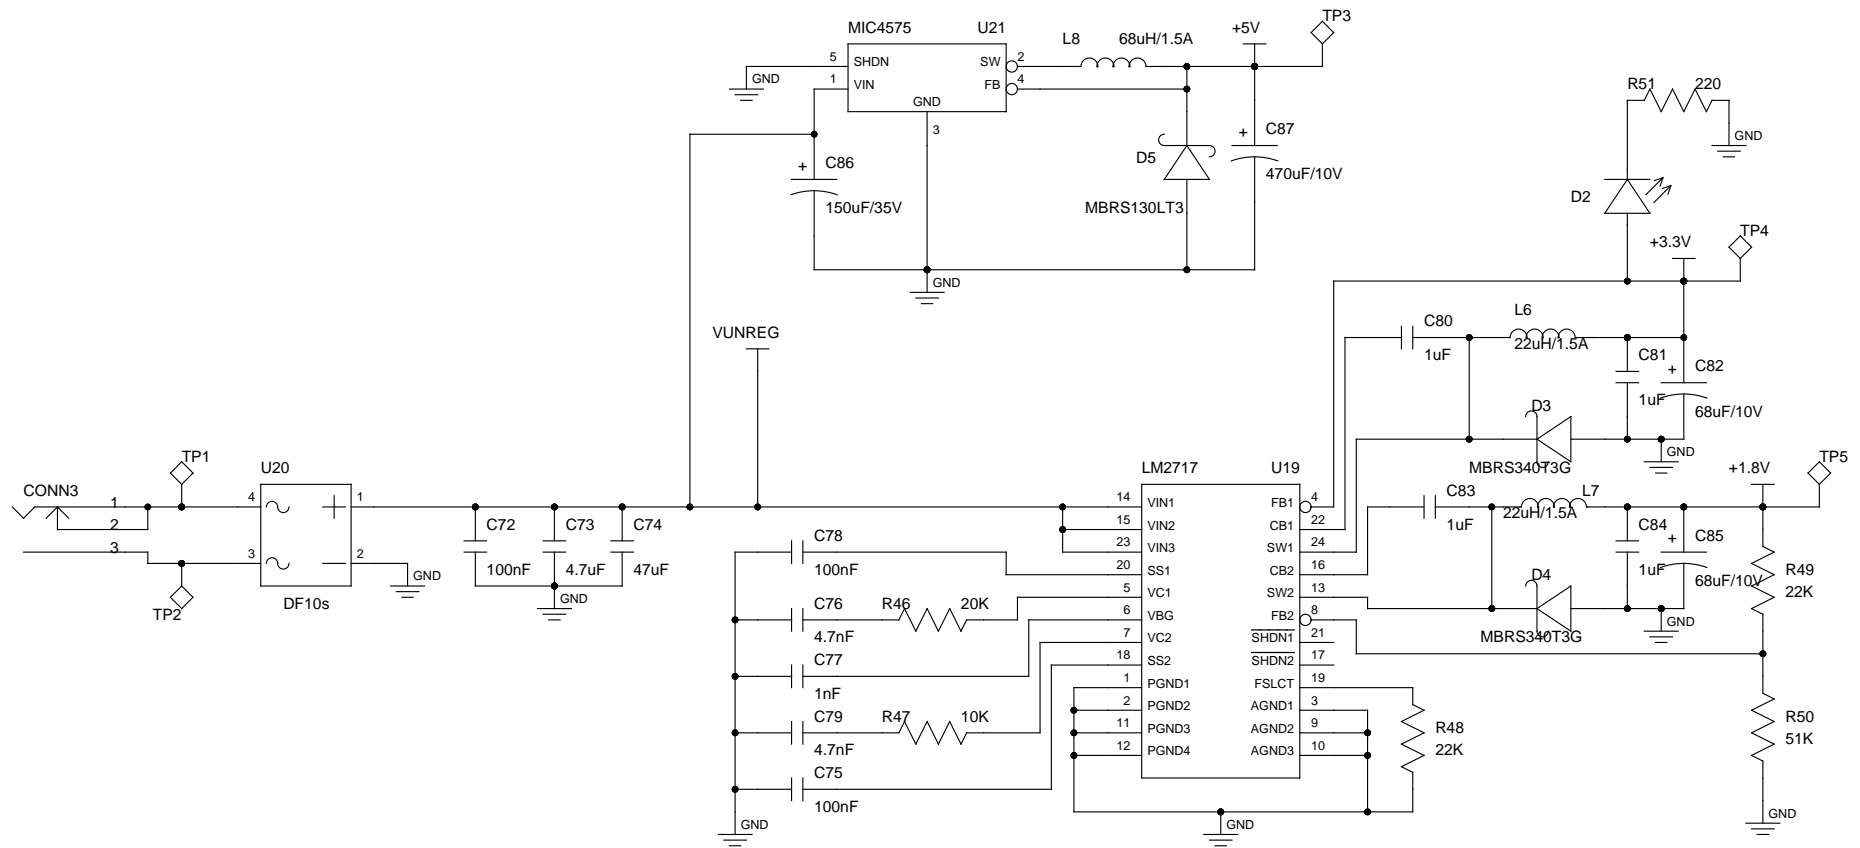 MIC4575 U21
5 SHDN SW 2
1 VIN FB 4
GND
3
GND
L8 68uH/1.5A
+5V
TP3
+ C86
150uF/35V
D5
MBRS130LT3
+ C87
470uF/10V
GND
R51 220
GND
D2
+3.3V
TP4
VUNREG
C80
1uF
L6
22uH/1.5A
C81
1uF
+ C82
68uF/10V
D3
MBRS340T3G
GND
CONN3
1
2
3
TP1
TP2
U20
4 1
3 2
DF10s
GND
C72
100nF
C73
4.7uF
C74
47uF
GND
C78
100nF
C76
4.7nF
R46 20K
C77
1nF
C79
4.7nF
R47 10K
C75
100nF
GND
LM2717 U19
14 VIN1 FB1 4
15 VIN2 CB1 22
23 VIN3 SW1 24
20 SS1 CB2 16
5 VC1 SW2 13
6 VBG FB2 8
7 VC2 SHDN1 21
18 SS2 SHDN2 17
1 PGND1 FSLCT 19
2 PGND2 AGND1 3
11 PGND3 AGND2 9
12 PGND4 AGND3 10
GND
R48
22K
C83
1uF
L7
22uH/1.5A
+1.8V
TP5
C84
1uF
+ C85
68uF/10V
D4
MBRS340T3G
GND
R49
22K
R50
51K
GND